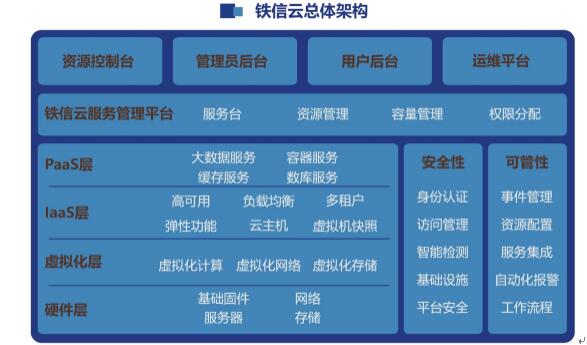 铁信云总体架构
资源控制台 管理员后台 用户后台 运维平台
铁信云服务管理平台 服务台 资源管理 容量管理 权限分配
PaaS层
大数据服务 容器服务
缓存服务 数库服务
IaaS层
高可用 负载均衡 多租户
弹性功能 云主机 虚拟机快照
虚拟化层
虚拟化计算 虚拟化网络 虚拟化存储
硬件层
基础固件 网络
服务器 存储
安全性
身份认证
访问管理
智能检测
基础设施
平台安全
可管性
事件管理
资源配置
服务集成
自动化报警
工作流程